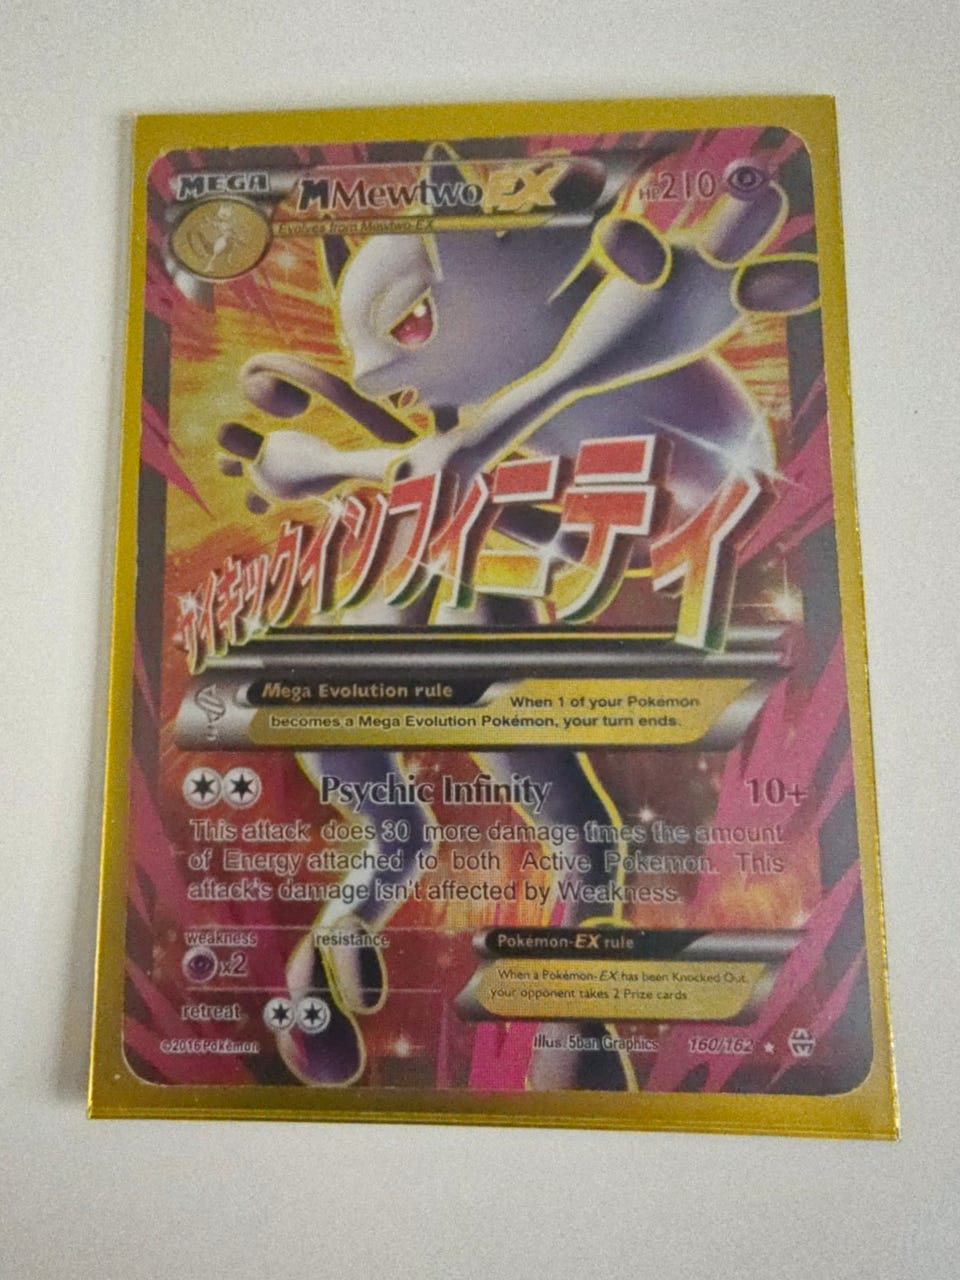 MEGA
MMewtwoEX
HP210
Evolves from Mewtwo-EX
サイキックインフィニティ
Mega Evolution rule
When 1 of your Pokémon
becomes a Mega Evolution Pokémon, your turn ends.
Psychic Infinity 10+
This attack does 30 more damage times the amount
of Energy attached to both Active Pokemon. This
attack's damage isn't affected by Weakness.
weakness resistance
x2
Pokémon-EX rule
When a Pokémon-EX has been Knocked Out,
your opponent takes 2 Prize cards
retreat
©2016Pokémon
Illus. 5ban Graphics 160/162